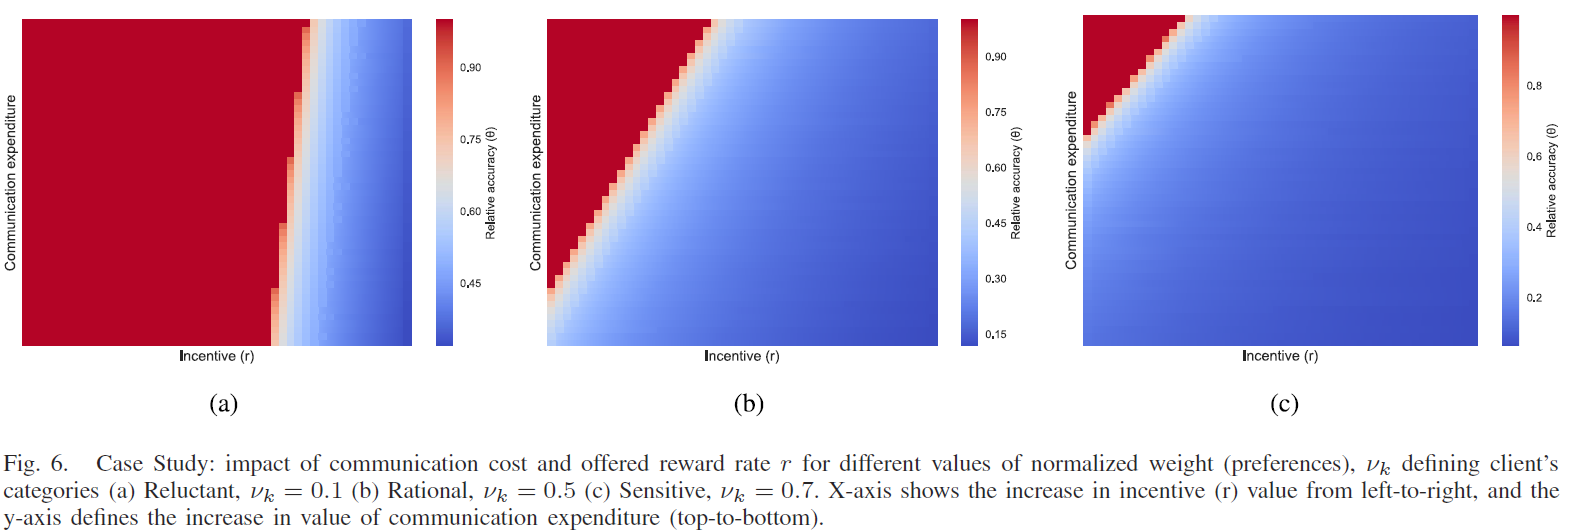 Communication expenditure
Incentive (r)
0.90
0.75
0.60
0.45
Relative accuracy (θ)
(a)
Communication expenditure
Incentive (r)
0.90
0.75
0.60
0.45
0.30
0.15
Relative accuracy (θ)
(b)
Communication expenditure
Incentive (r)
0.8
0.6
0.4
0.2
Relative accuracy (θ)
(c)
Fig. 6. Case Study: impact of communication cost and offered reward rate r for different values of normalized weight (preferences), νk defining client's
categories (a) Reluctant, νk = 0.1 (b) Rational, νk = 0.5 (c) Sensitive, νk = 0.7. X-axis shows the increase in incentive (r) value from left-to-right, and the
y-axis defines the increase in value of communication expenditure (top-to-bottom).